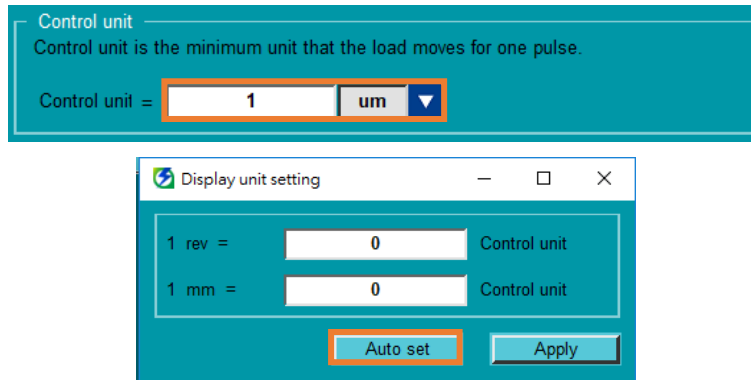 Control unit
Control unit is the minimum unit that the load moves for one pulse.
Control unit = 1 um
Display unit setting
1 rev = 0 Control unit
1 mm = 0 Control unit
Auto set Apply